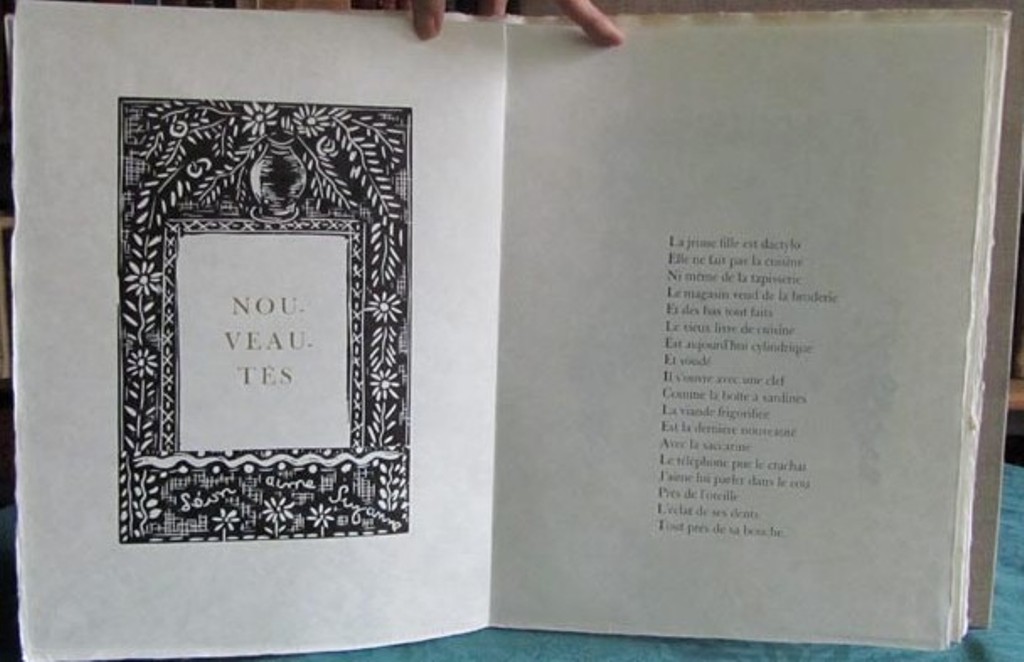 NOU-
VEAU-
TÉS
Léon aime Suzanne
La jeune fille est dactylo
Elle ne fait pas la cuisine
Ni même de la tapisserie
Le magasin vend de la broderie
Et des bas tout faits
Le vieux livre de cuisine
Est aujourd'hui cylindrique
Et soudé
Il s'ouvre avec une clef
Comme la boîte à sardines
La viande frigorifiée
Est la dernière nouveauté
Avec la saccarine
Le téléphone pue le crachat
J'aime lui parler dans le cou
Près de l'oreille
L'éclat de ses dents
Tout près de sa bouche.